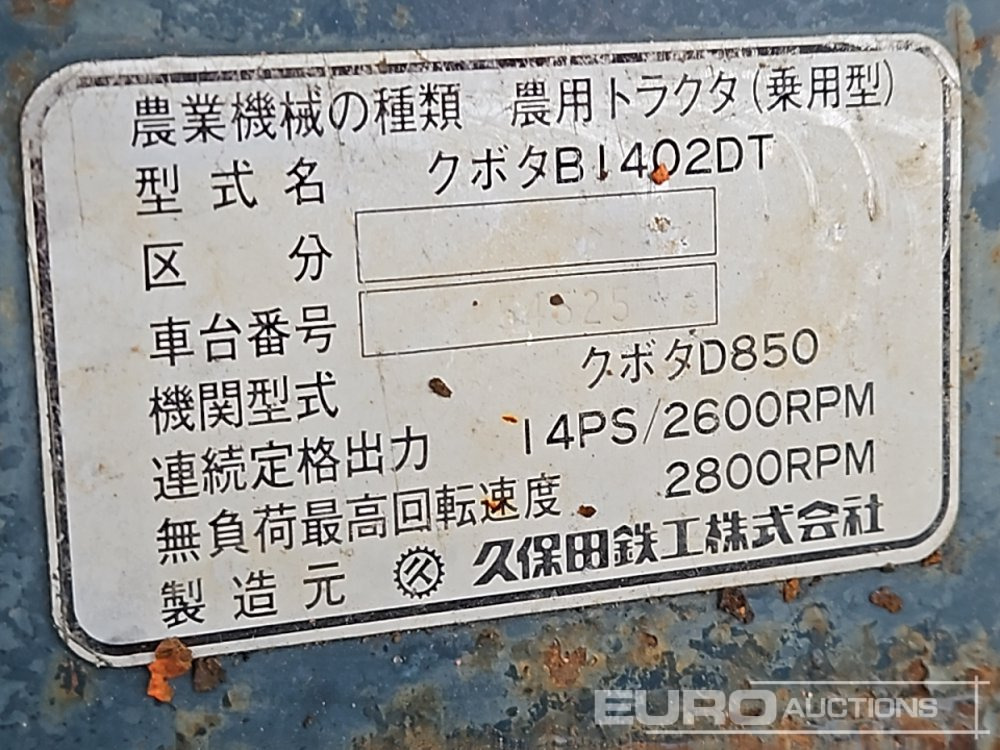 農業機械の種類 農用トラクタ(乗用型)
型式名 クボタB1402DT
区分
車台番号
機関型式 クボタD850
連続定格出力 14PS/2600RPM
無負荷最高回転速度 2800RPM
製造元 久 久保田鉄工株式会社
EURO AUCTIONS